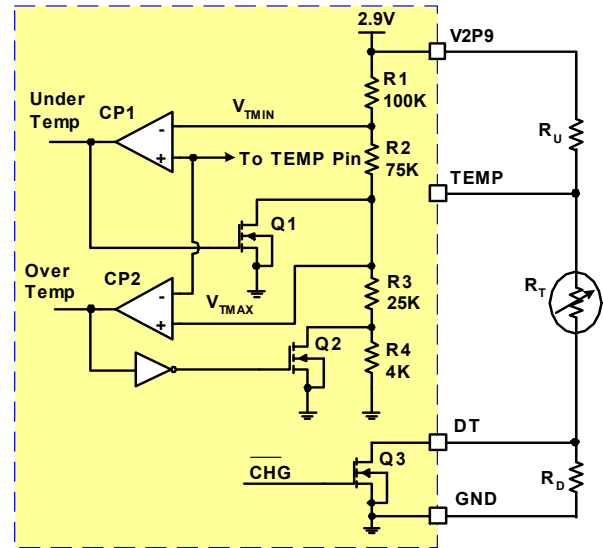 2.9V
V2P9
R1
100K
Under
Temp
CP1
VTMIN
-
+
To TEMP Pin
R2
75K
RU
TEMP
Q1
Over
Temp
CP2
-
+
VTMAX
R3
25K
RT
Q2
R4
4K
DT
CHG
Q3
RD
GND